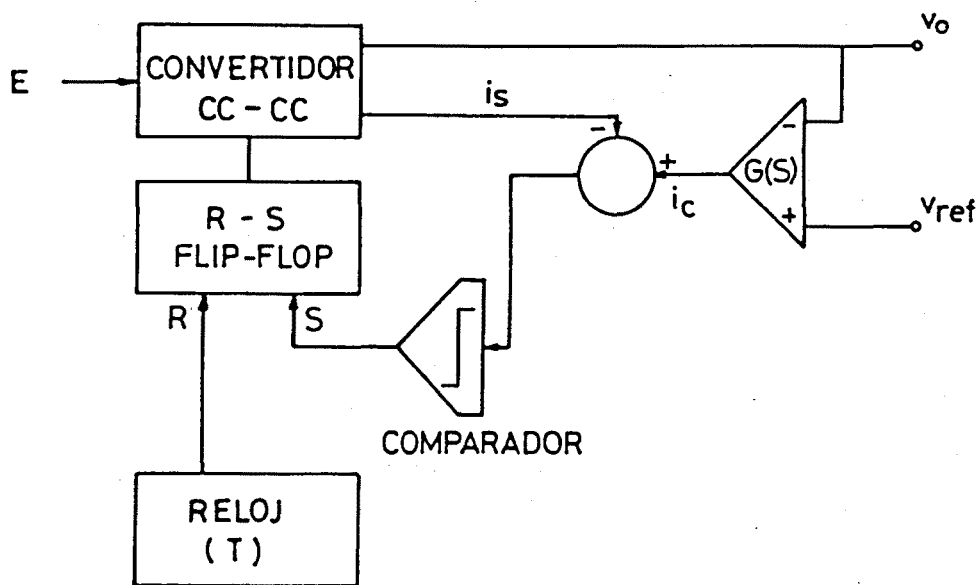 vo
E
CONVERTIDOR
CC - CC
is
-
-
+
ic
G(S)
+
vref
R - S
FLIP-FLOP
R
S
COMPARADOR
RELOJ
(T)